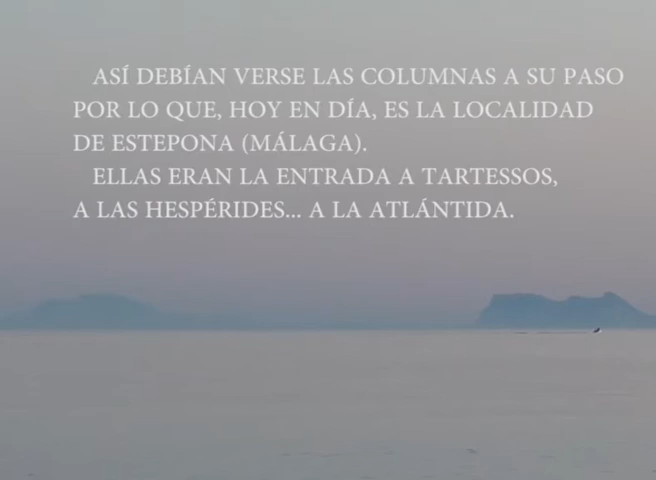 ASÍ DEBÍAN VERSE LAS COLUMNAS A SU PASO
POR LO QUE, HOY EN DÍA, ES LA LOCALIDAD
DE ESTEPONA (MÁLAGA).
ELLAS ERAN LA ENTRADA A TARTESSOS,
A LAS HESPÉRIDES... A LA ATLÁNTIDA.